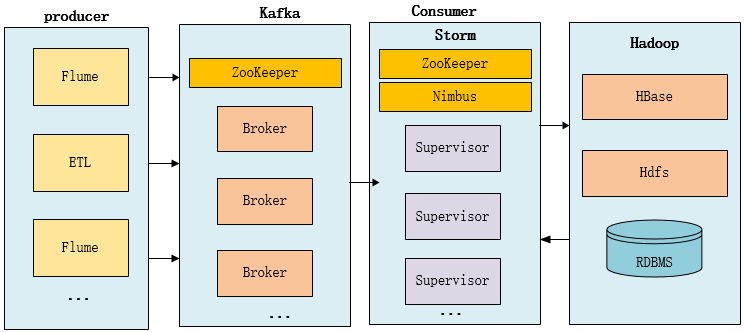 producer
Flume
ETL
Flume
...
Kafka
ZooKeeper
Broker
Broker
Broker
...
Consumer
Storm
ZooKeeper
Nimbus
Supervisor
Supervisor
Supervisor
...
Hadoop
HBase
Hdfs
RDBMS